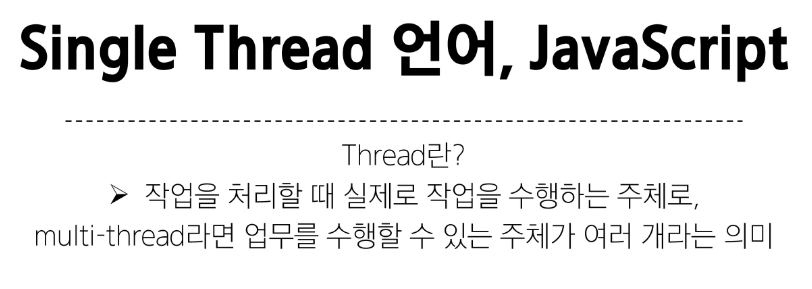 Single Thread 언어, JavaScript
Thread란?
➢ 작업을 처리할 때 실제로 작업을 수행하는 주체로,
multi-thread라면 업무를 수행할 수 있는 주체가 여러 개라는 의미